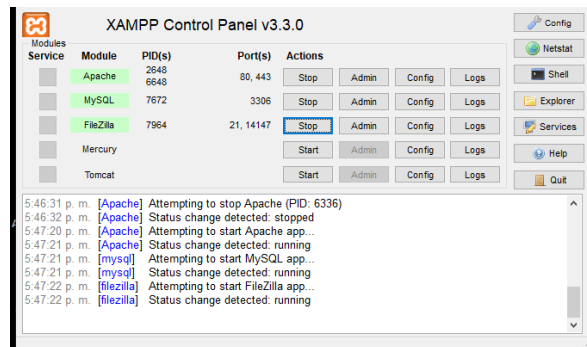 XAMPP Control Panel v3.3.0
Config
Modules
Service Module PID(s) Port(s) Actions
Netstat
Apache 2648 6648 80, 443 Stop Admin Config Logs
Shell
MySQL 7672 3306 Stop Admin Config Logs
Explorer
FileZilla 7964 21, 14147 Stop Admin Config Logs
Services
Mercury Start Admin Config Logs
Help
Tomcat Start Admin Config Logs
Quit
5:46:31 p. m. [Apache] Attempting to stop Apache (PID: 6336)
5:46:32 p. m. [Apache] Status change detected: stopped
5:47:20 p. m. [Apache] Attempting to start Apache app...
5:47:21 p. m. [Apache] Status change detected: running
5:47:21 p. m. [mysql] Attempting to start MySQL app...
5:47:21 p. m. [mysql] Status change detected: running
5:47:22 p. m. [filezilla] Attempting to start FileZilla app...
5:47:22 p. m. [filezilla] Status change detected: running